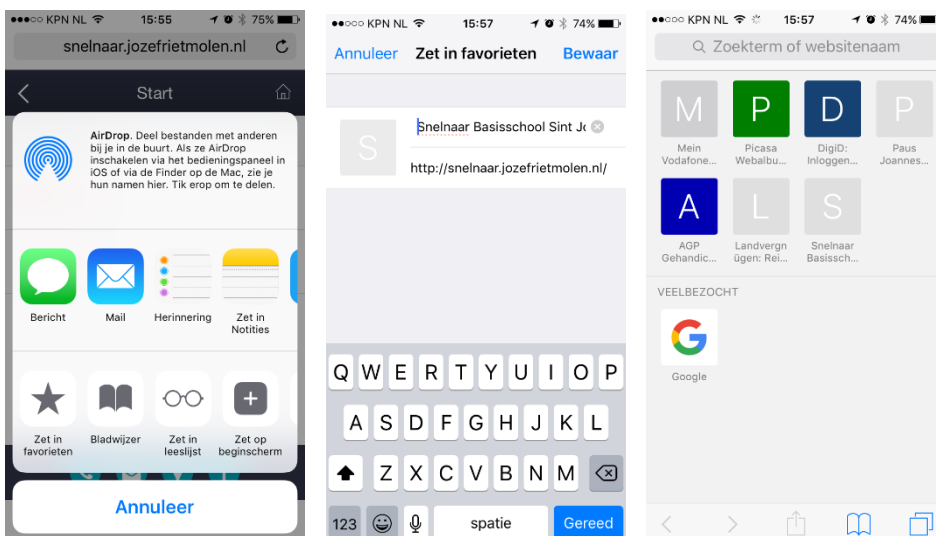 KPN NL 15:55 75%
snelnaar.jozefrietmolen.nl
Start
AirDrop. Deel bestanden met anderen
bij je in de buurt. Als ze AirDrop
inschakelen via het bedieningspaneel in
iOS of via de Finder op de Mac, zie je
hun namen hier. Tik erop om te delen.
Bericht Mail Herinnering Zet in
Notities
Zet in Bladwijzer Zet in Zet op
favorieten leeslijst beginscherm
Annuleer
KPN NL 15:57 74%
Annuleer Zet in favorieten Bewaar
S Snelnaar Basisschool Sint Jo
http://snelnaar.jozefrietmolen.nl/
Q W E R T Y U I O P
A S D F G H J K L
Z X C V B N M
123 spatie Gereed
KPN NL 15:57 74%
Zoekterm of websitenaam
M P D P
Mein Picasa DigiD: Paus
Vodafone... Webalbu... Inloggen... Joannes...
A L S
AGP Landvergn Snelnaar
Gehandic... ügen: Rei... Basissch...
VEELBEZOCHT
G
Google